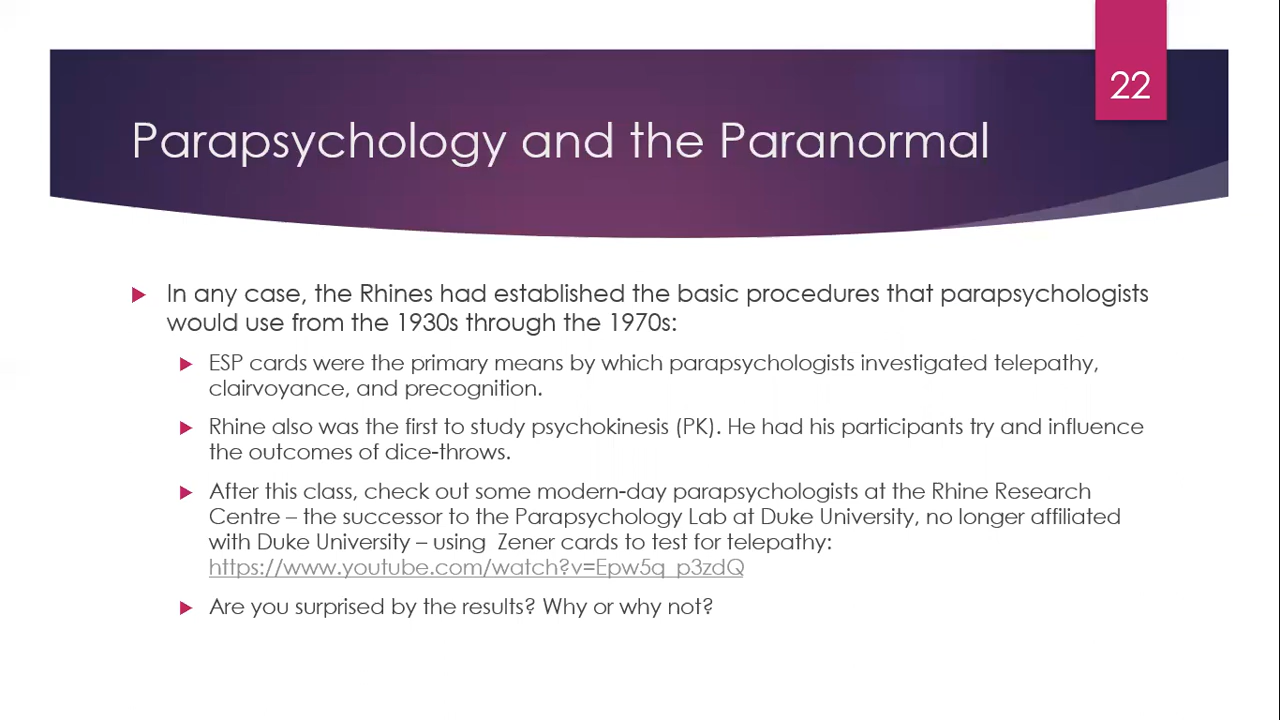 22
Parapsychology and the Paranormal
In any case, the Rhines had established the basic procedures that parapsychologists
would use from the 1930s through the 1970s:
ESP cards were the primary means by which parapsychologists investigated telepathy,
clairvoyance, and precognition.
Rhine also was the first to study psychokinesis (PK). He had his participants try and influence
the outcomes of dice-throws.
After this class, check out some modern-day parapsychologists at the Rhine Research
Centre – the successor to the Parapsychology Lab at Duke University, no longer affiliated
with Duke University – using  Zener cards to test for telepathy:
https://www.youtube.com/watch?v=Epw5q_p3zdQ
Are you surprised by the results? Why or why not?